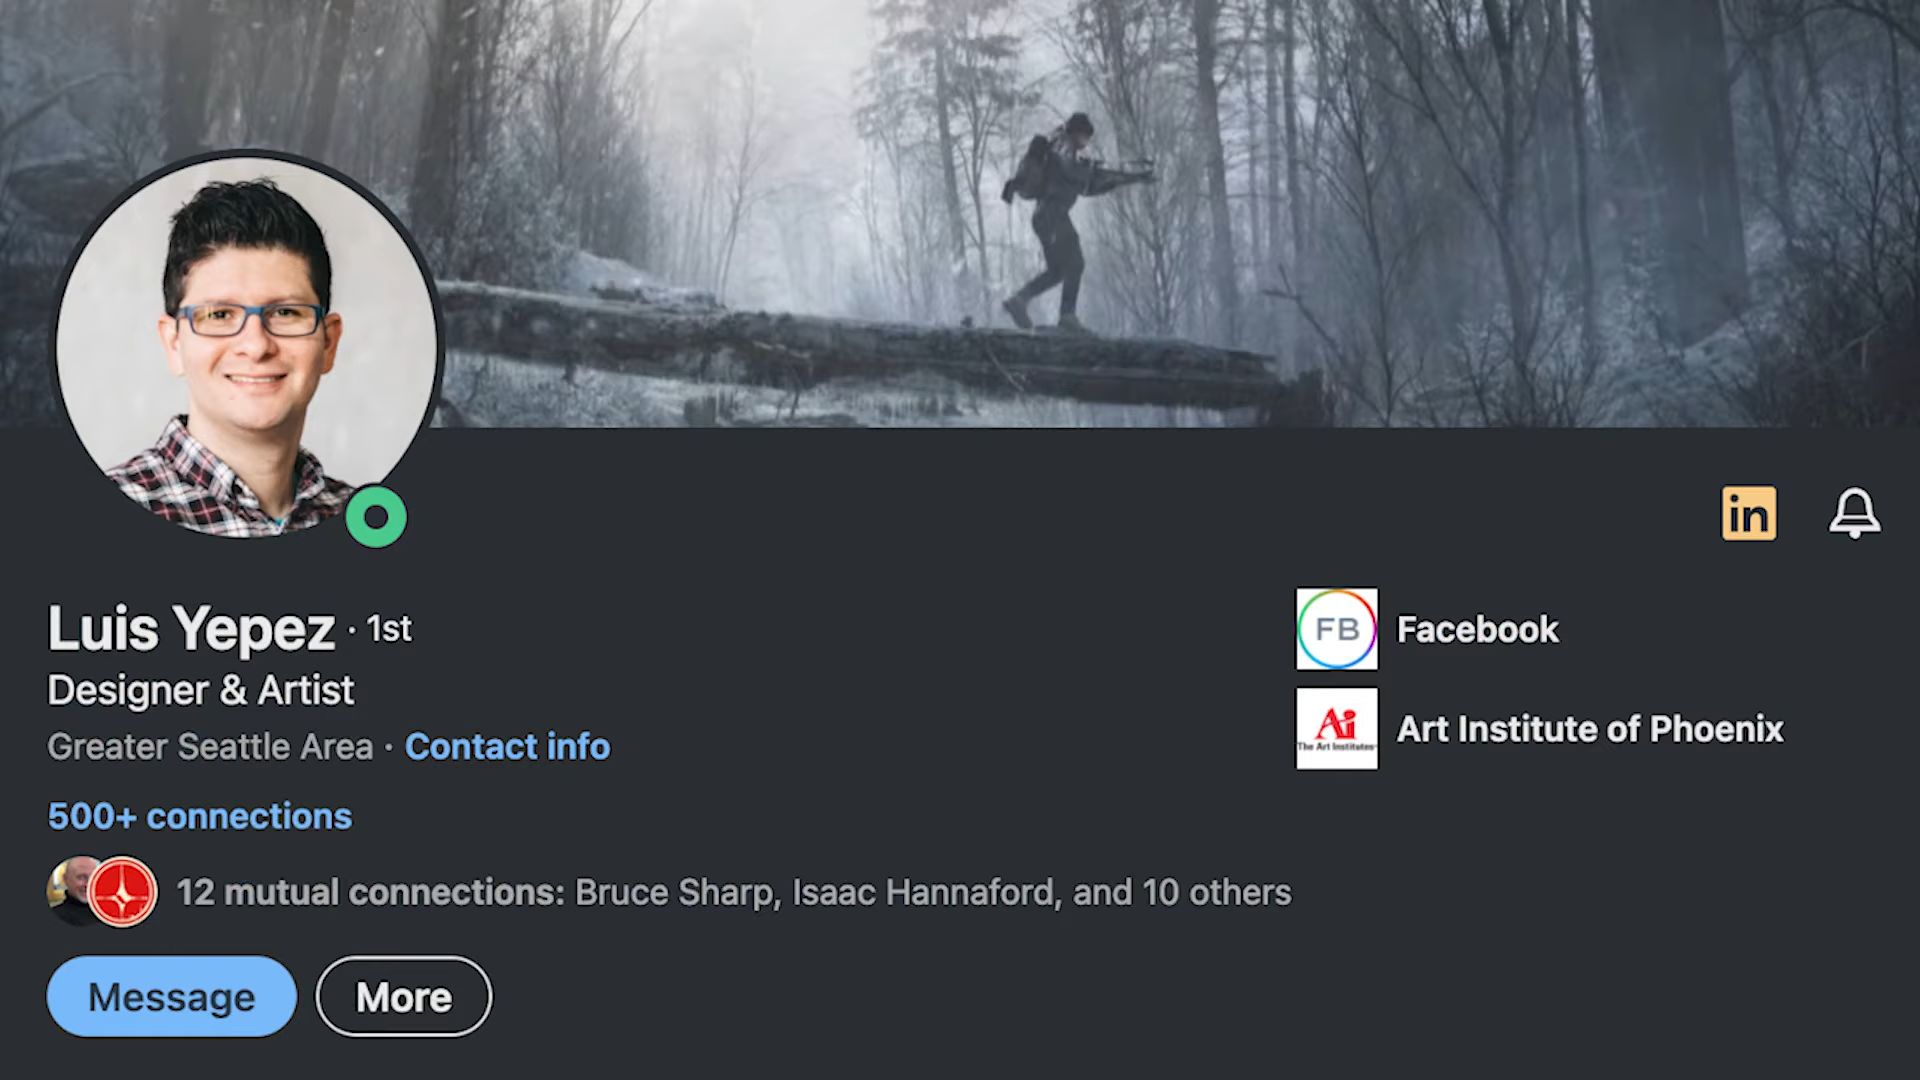 in
Luis Yepez · 1st
Designer & Artist
Greater Seattle Area · Contact info
500+ connections
12 mutual connections: Bruce Sharp, Isaac Hannaford, and 10 others
Message
More
FB
Facebook
Ai
The Art Institutes
Art Institute of Phoenix